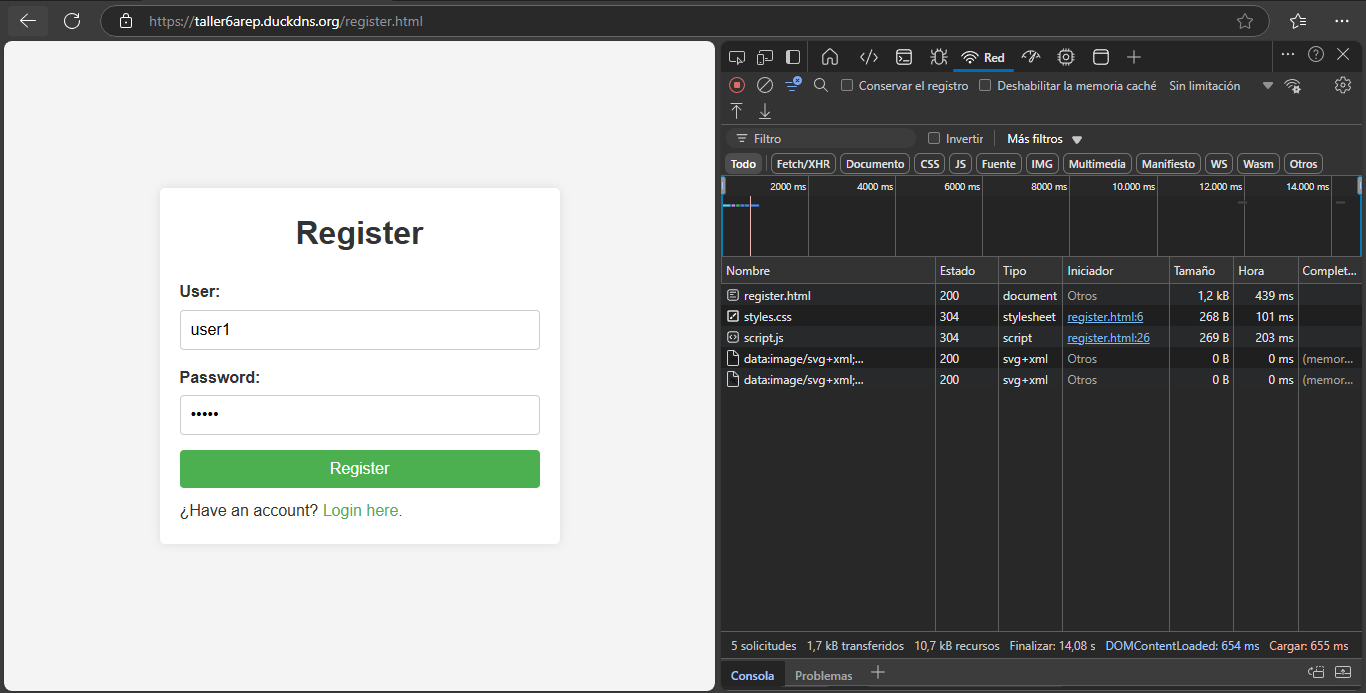 https://taller6arep.duckdns.org/register.html
Register
User:
user1
Password:
•••••
Register
¿Have an account? Login here.
Red
Conservar el registro Deshabilitar la memoria caché Sin limitación
Filtro Invertir Más filtros
Todo Fetch/XHR Documento CSS JS Fuente IMG Multimedia Manifiesto WS Wasm Otros
2000 ms 4000 ms 6000 ms 8000 ms 10.000 ms 12.000 ms 14.000 ms
Nombre Estado Tipo Iniciador Tamaño Hora Complet...
register.html 200 document Otros 1,2 kB 439 ms
styles.css 304 stylesheet register.html:6 268 B 101 ms
script.js 304 script register.html:26 269 B 203 ms
data:image/svg+xml;... 200 svg+xml Otros 0 B 0 ms (memor...
data:image/svg+xml;... 200 svg+xml Otros 0 B 0 ms (memor...
5 solicitudes 1,7 kB transferidos 10,7 kB recursos Finalizar: 14,08 s DOMContentLoaded: 654 ms Cargar: 655 ms
Consola Problemas